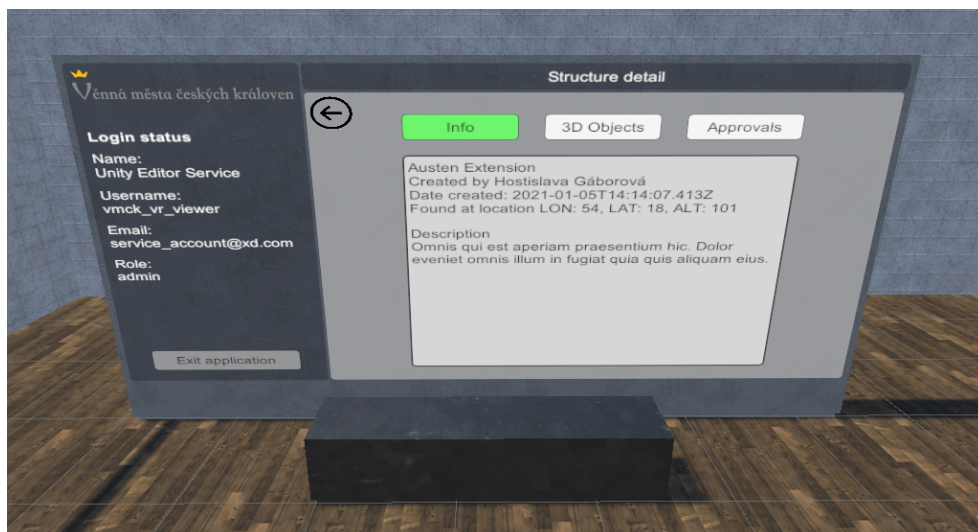 Věnná města českých královen
Login status
Name:
Unity Editor Service
Username:
vmck_vr_viewer
Email:
service_account@xd.com
Role:
admin
Exit application
Structure detail
Info
3D Objects
Approvals
Austen Extension
Created by Hostislava Gáborová
Date created: 2021-01-05T14:14:07.413Z
Found at location LON: 54, LAT: 18, ALT: 101
Description
Omnis qui est aperiam praesentium hic. Dolor
eveniet omnis illum in fugiat quia quis aliquam eius.